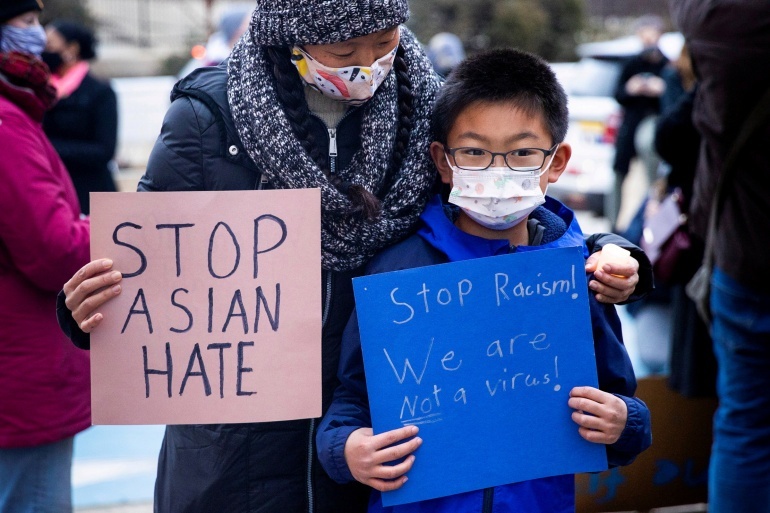 STOP
ASIAN
HATE
Stop Racism!
We are
Not a virus!